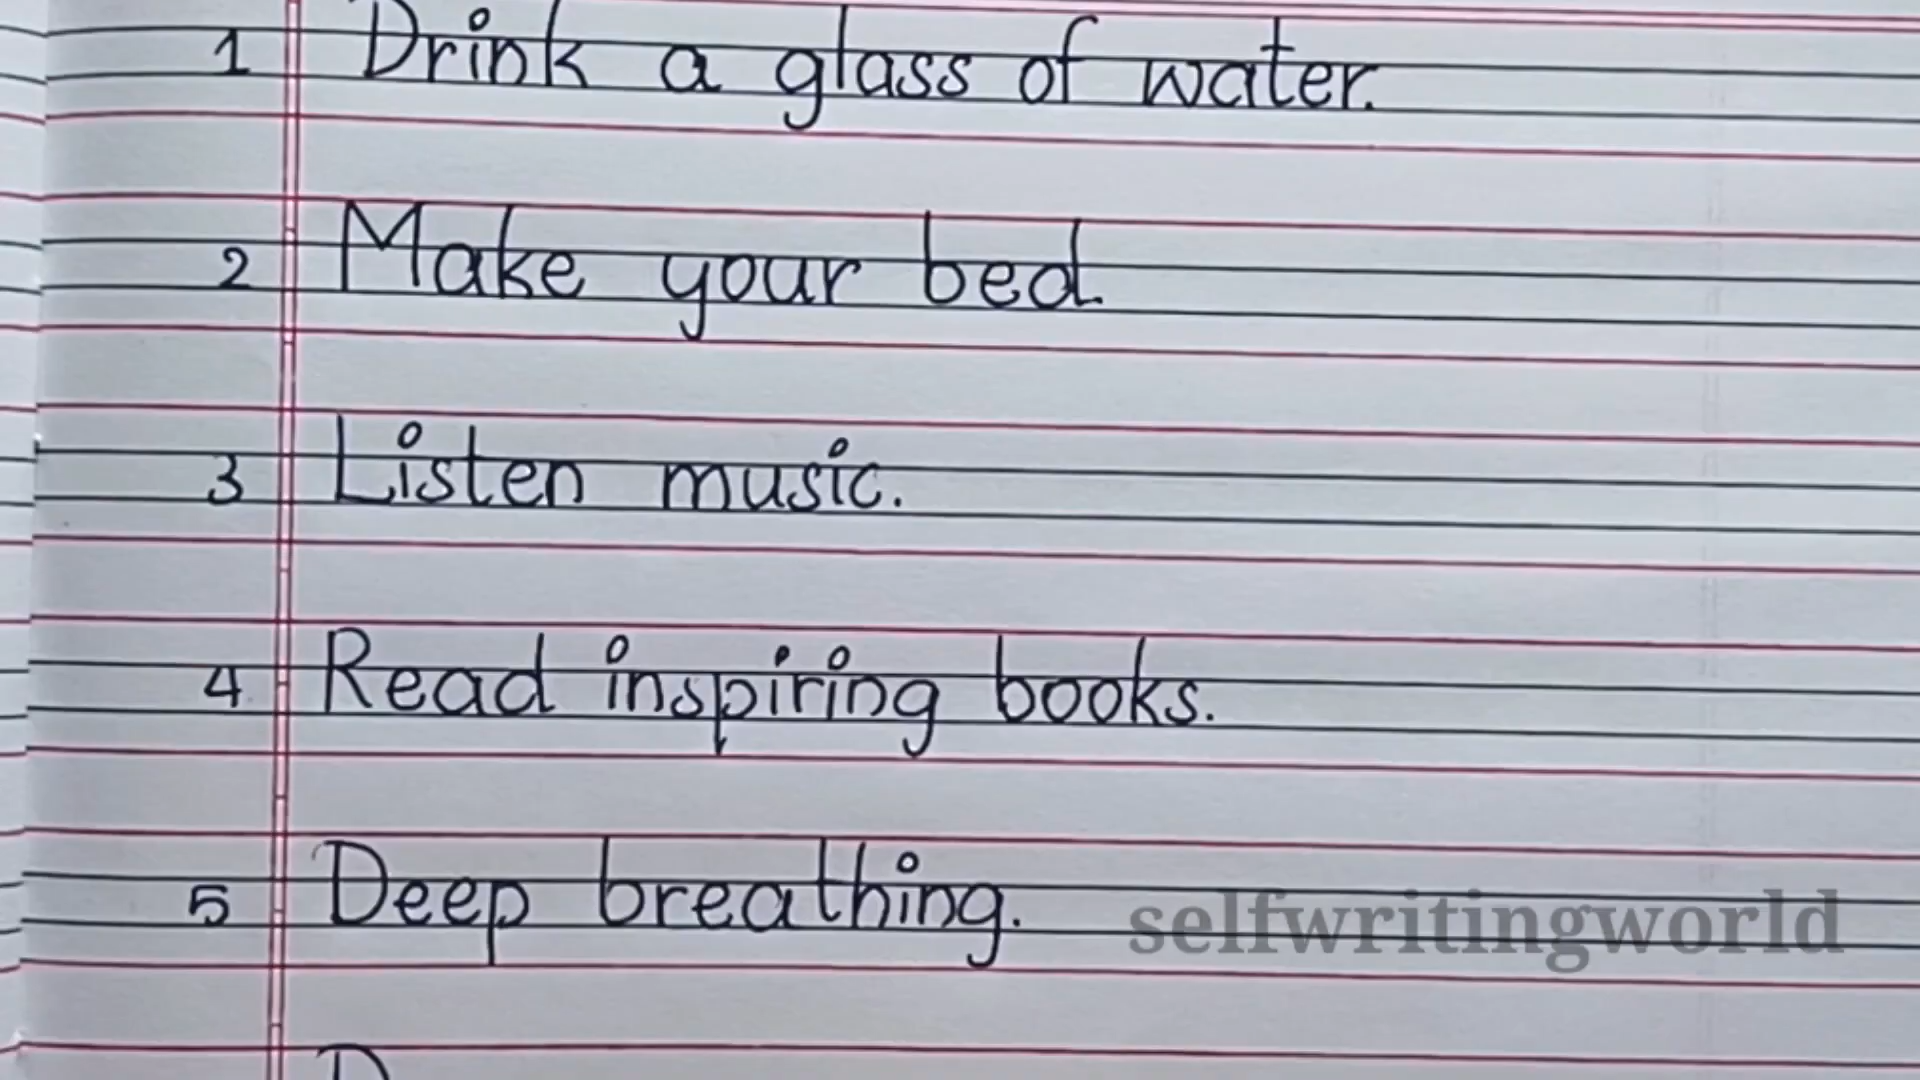 1 Drink a glass of water.
2 Make your bed.
3 Listen music.
4 Read inspiring books.
5 Deep breathing.
selfwritingworld